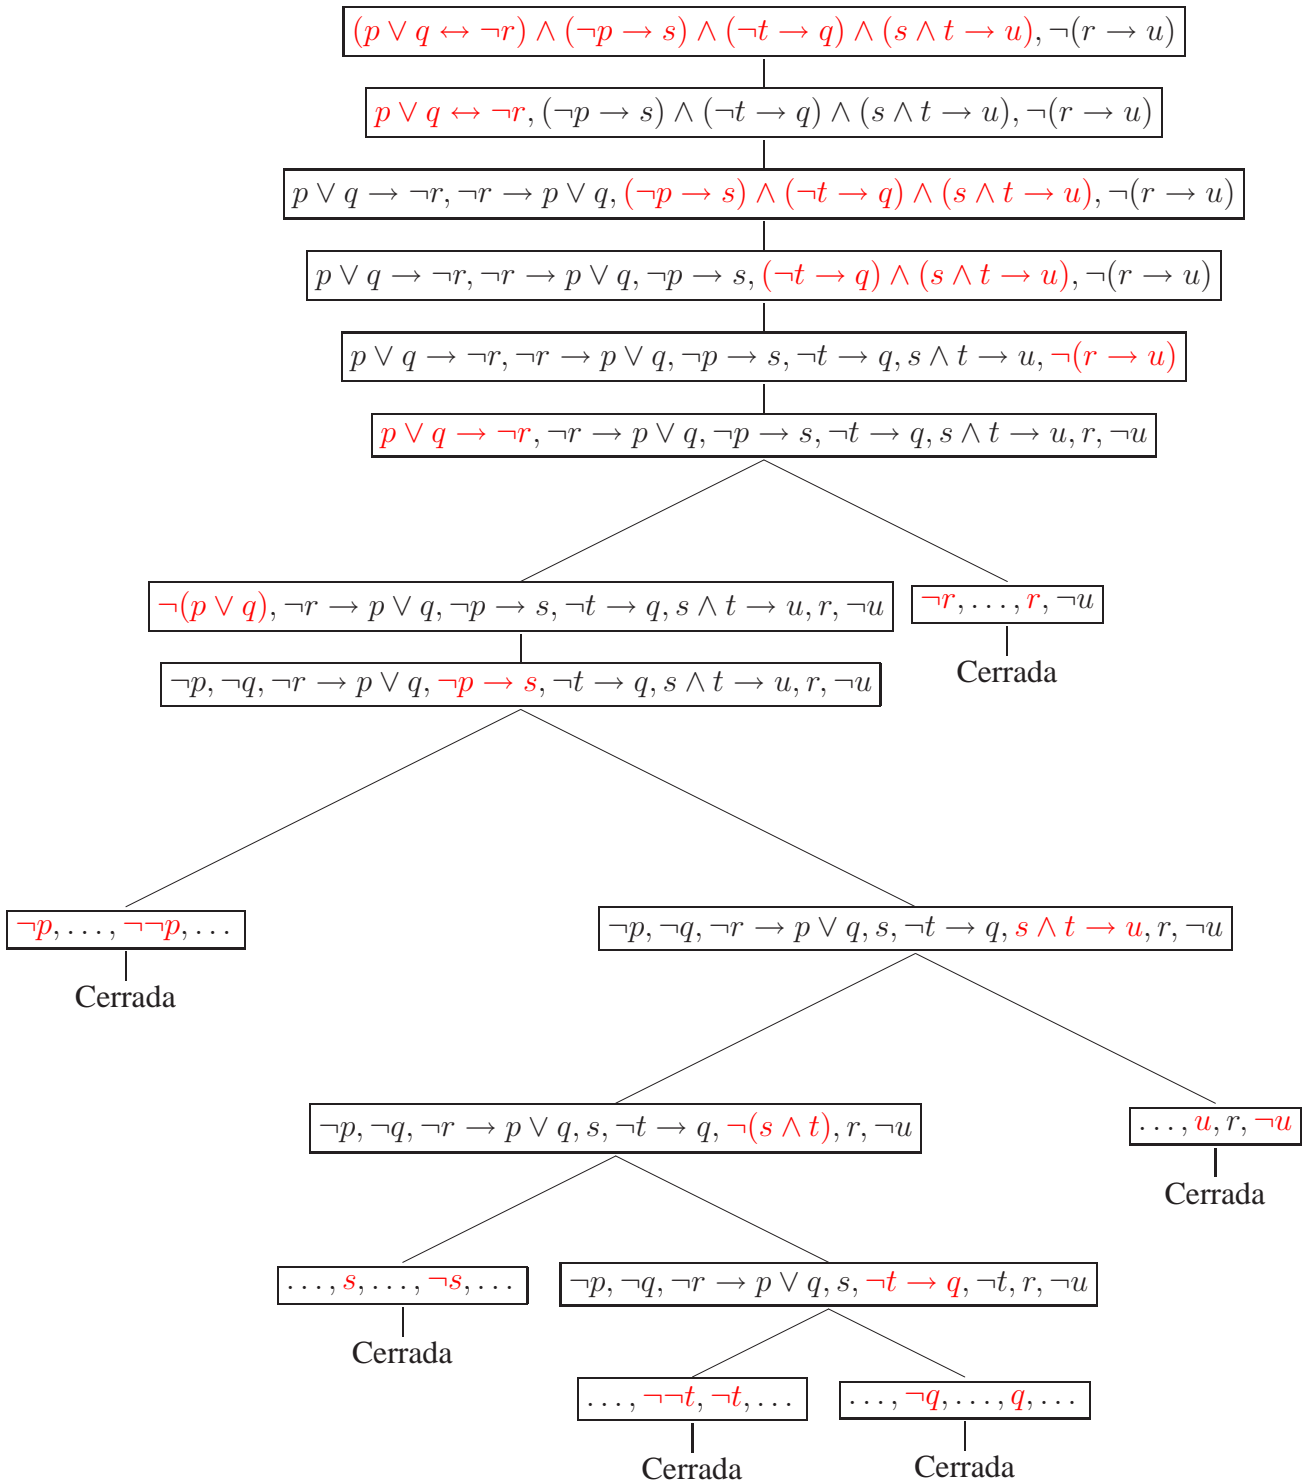 (p ∨ q ↔ ¬r) ∧ (¬p → s) ∧ (¬t → q) ∧ (s ∧ t → u), ¬(r → u)
p ∨ q ↔ ¬r, (¬p → s) ∧ (¬t → q) ∧ (s ∧ t → u), ¬(r → u)
p ∨ q → ¬r, ¬r → p ∨ q, (¬p → s) ∧ (¬t → q) ∧ (s ∧ t → u), ¬(r → u)
p ∨ q → ¬r, ¬r → p ∨ q, ¬p → s, (¬t → q) ∧ (s ∧ t → u), ¬(r → u)
p ∨ q → ¬r, ¬r → p ∨ q, ¬p → s, ¬t → q, s ∧ t → u, ¬(r → u)
p ∨ q → ¬r, ¬r → p ∨ q, ¬p → s, ¬t → q, s ∧ t → u, r, ¬u
¬(p ∨ q), ¬r → p ∨ q, ¬p → s, ¬t → q, s ∧ t → u, r, ¬u
¬r, . . . , r, ¬u
Cerrada
¬p, ¬q, ¬r → p ∨ q, ¬p → s, ¬t → q, s ∧ t → u, r, ¬u
¬p, . . . , ¬¬p, . . .
Cerrada
¬p, ¬q, ¬r → p ∨ q, s, ¬t → q, s ∧ t → u, r, ¬u
¬p, ¬q, ¬r → p ∨ q, s, ¬t → q, ¬(s ∧ t), r, ¬u
. . . , u, r, ¬u
Cerrada
. . . , s, . . . , ¬s, . . .
Cerrada
¬p, ¬q, ¬r → p ∨ q, s, ¬t → q, ¬t, r, ¬u
. . . , ¬¬t, ¬t, . . .
Cerrada
. . . , ¬q, . . . , q, . . .
Cerrada